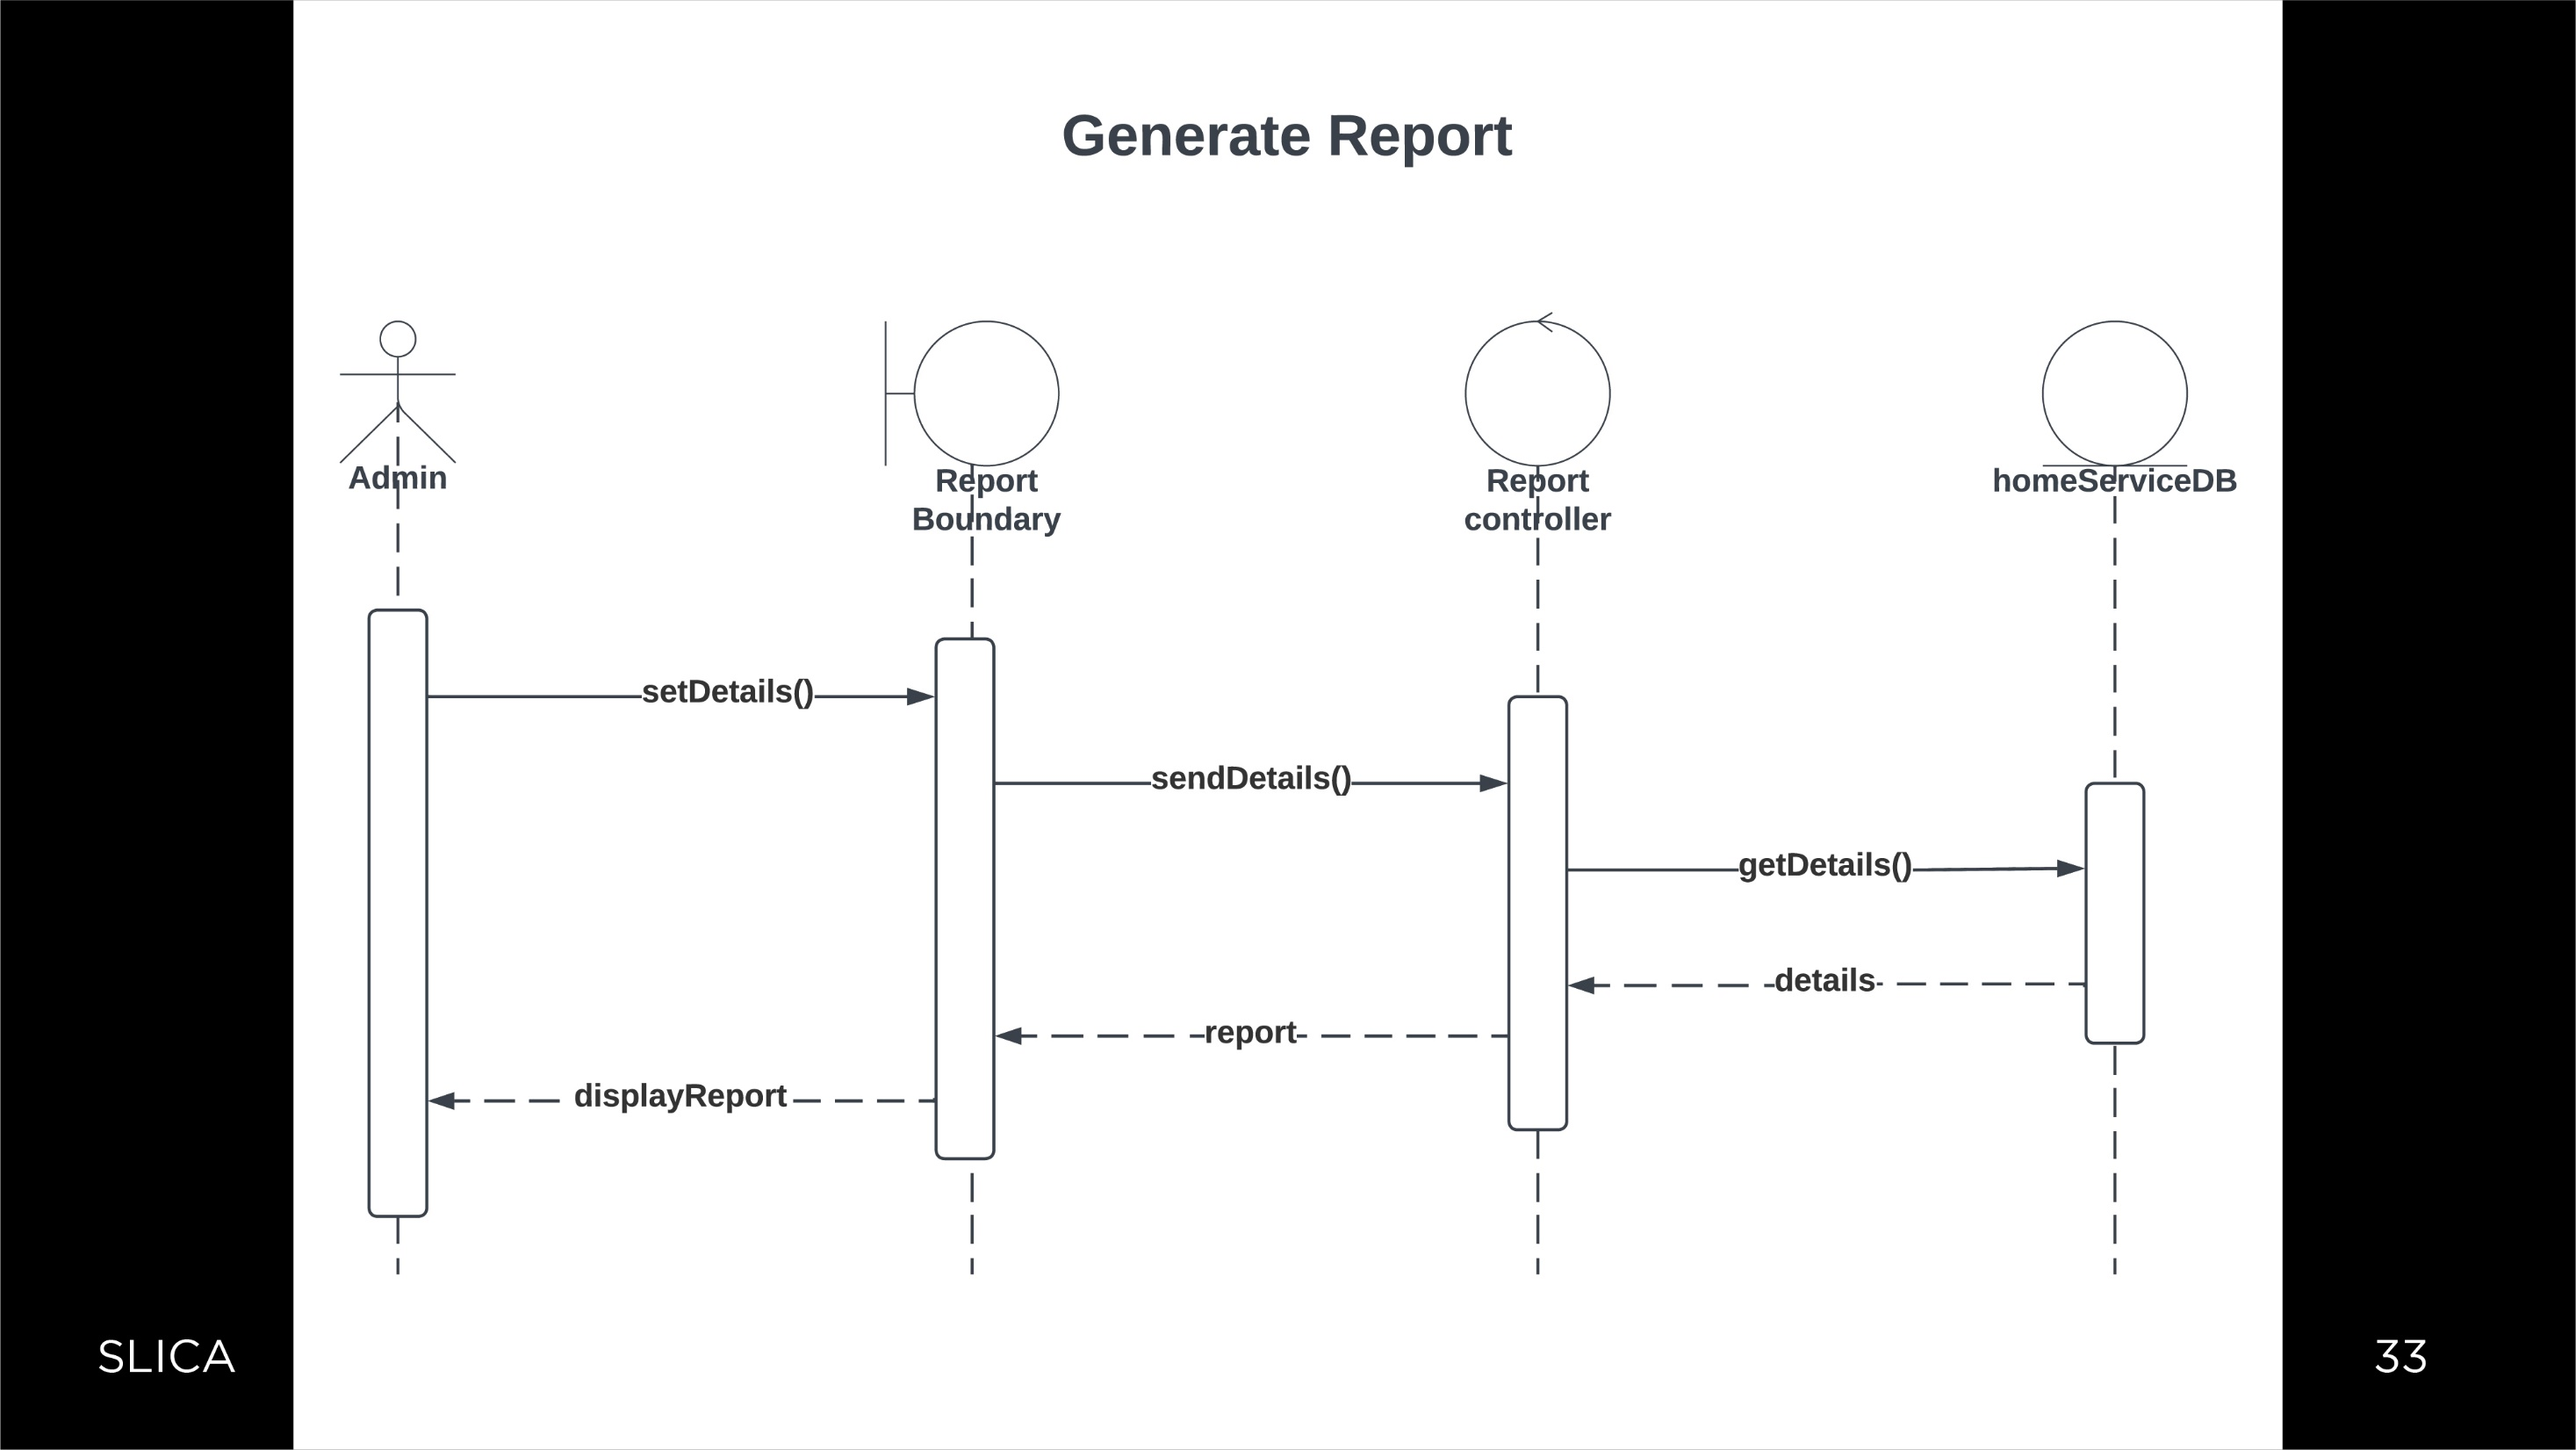 Generate Report
Admin
Report
Boundary
Report
controller
homeServiceDB
setDetails()
sendDetails()
getDetails()
details
report
displayReport
SLICA
33